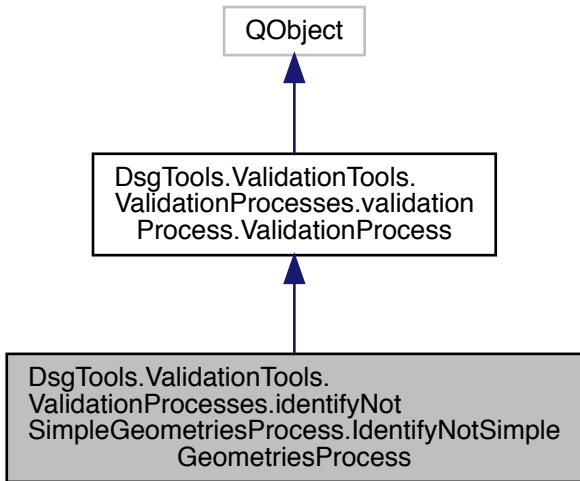 QObject
DsgTools.ValidationTools.
ValidationProcesses.validation
Process.ValidationProcess
DsgTools.ValidationTools.
ValidationProcesses.identifyNot
SimpleGeometriesProcess.IdentifyNotSimple
GeometriesProcess